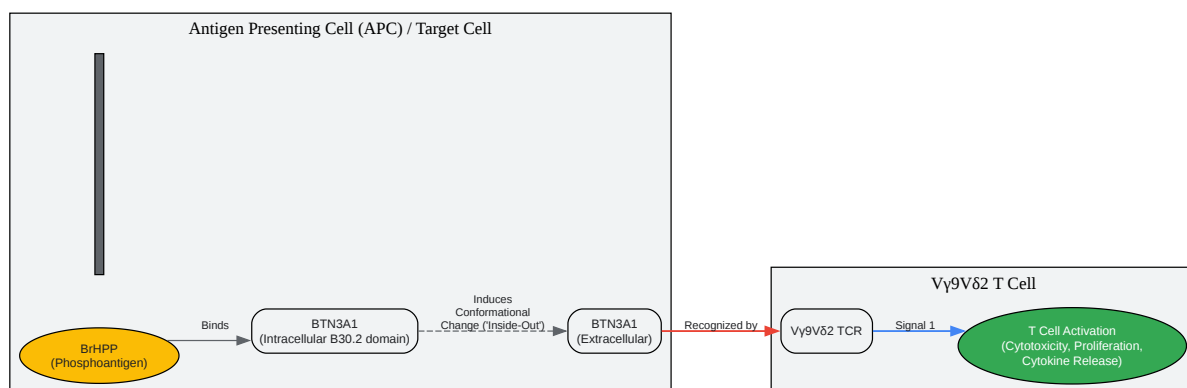 Antigen Presenting Cell (APC) / Target Cell
BrHPP
(Phosphoantigen)
Binds
BTN3A1
(Intracellular B30.2 domain)
Induces
Conformational
Change ('Inside-Out')
BTN3A1
(Extracellular)
Recognized by
Vγ9Vδ2 T Cell
Vγ9Vδ2 TCR
Signal 1
T Cell Activation
(Cytotoxicity, Proliferation,
Cytokine Release)